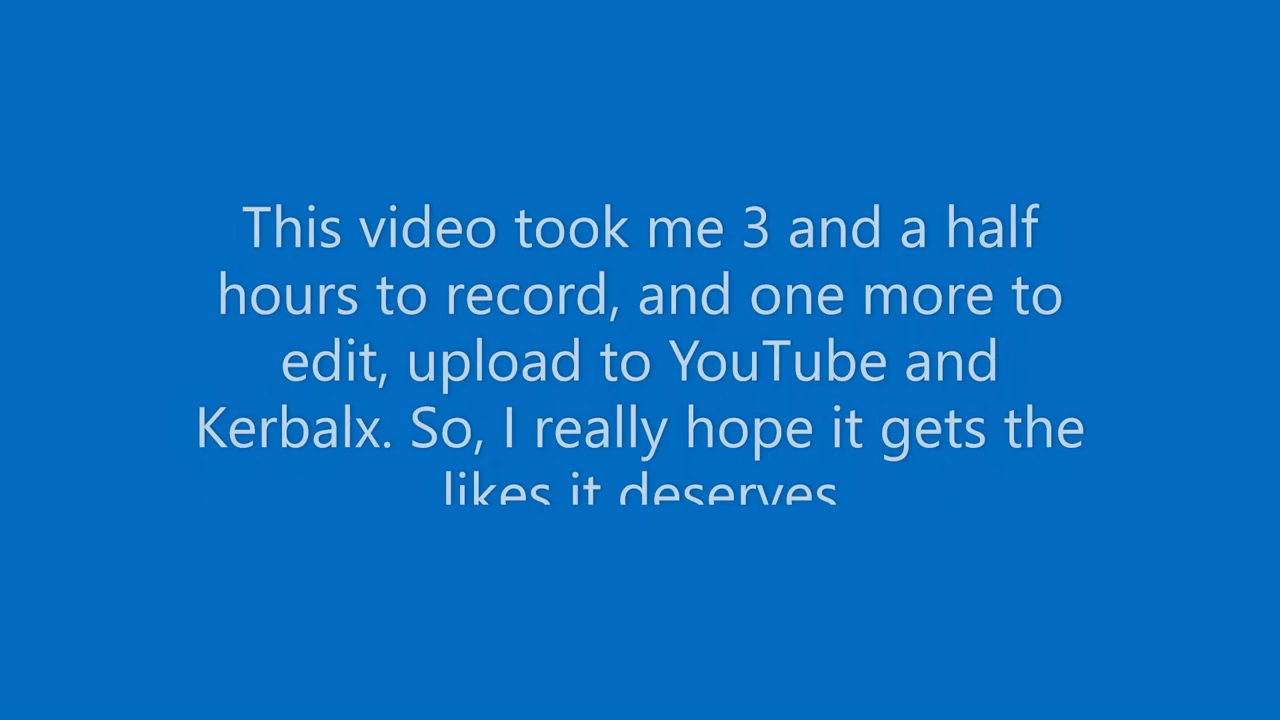 This video took me 3 and a half
hours to record, and one more to
edit, upload to YouTube and
Kerbalx. So, I really hope it gets the
likes it deserves